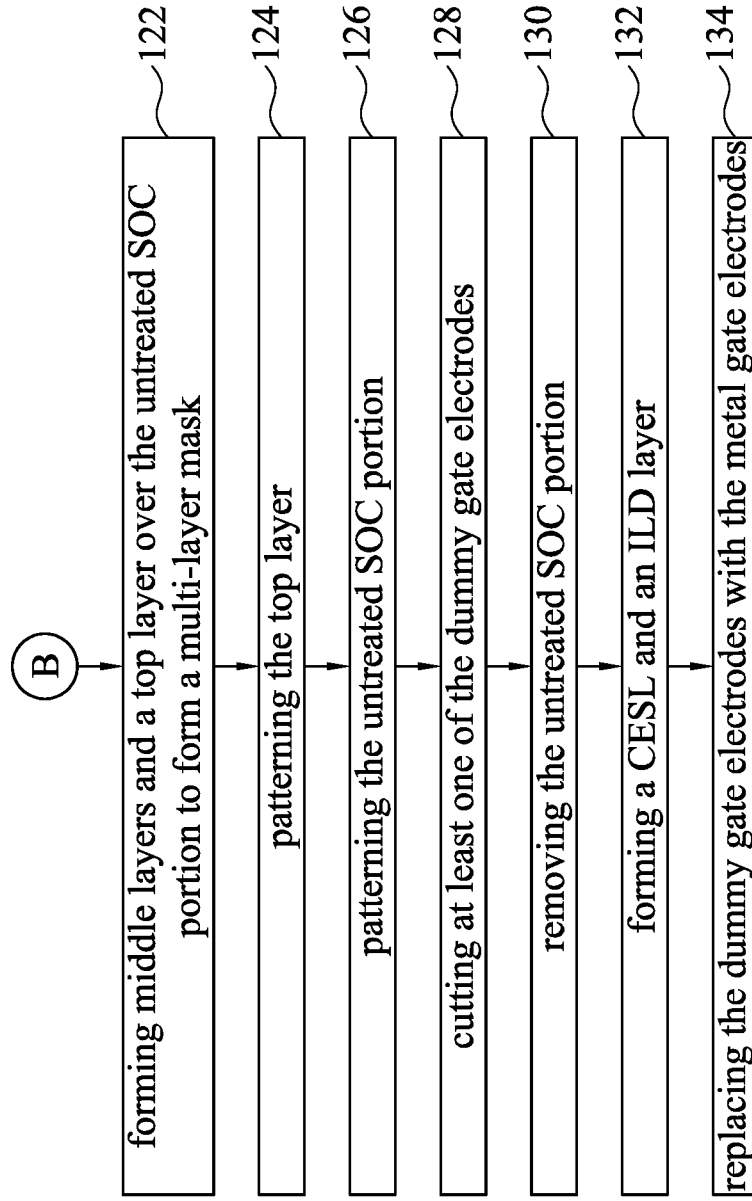 B
forming middle layers and a top layer over the untreated SOC
portion to form a multi-layer mask
122
patterning the top layer
124
patterning the untreated SOC portion
126
cutting at least one of the dummy gate electrodes
128
removing the untreated SOC portion
130
forming a CESL and an ILD layer
132
replacing the dummy gate electrodes with the metal gate electrodes
134